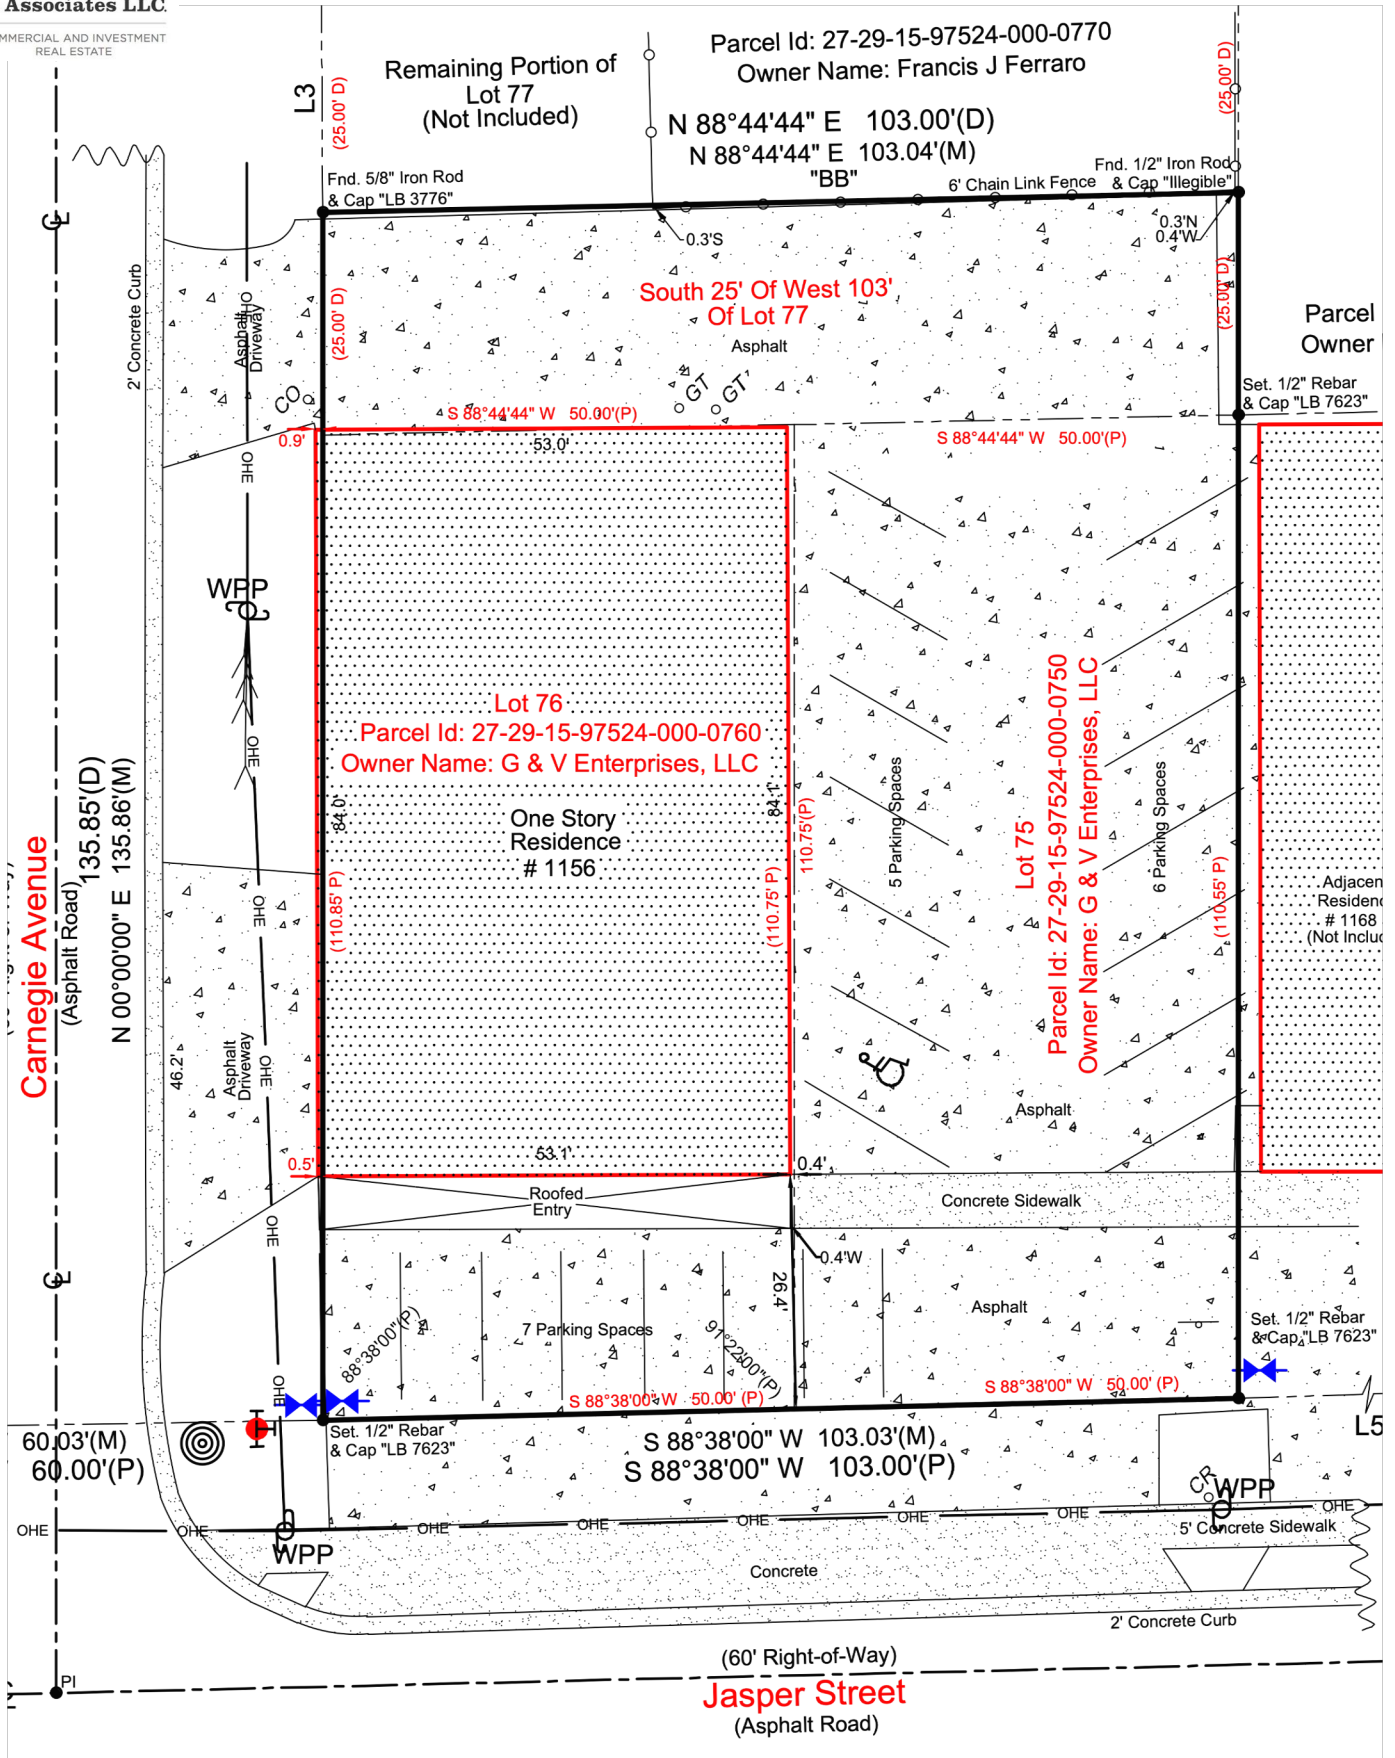 Associates LLC.
MMERCIAL AND INVESTMENT
REAL ESTATE
L3
(25.00' D)
Remaining Portion of
Lot 77
(Not Included)
Parcel Id: 27-29-15-97524-000-0770
Owner Name: Francis J Ferraro
N 88°44'44" E 103.00'(D)
N 88°44'44" E 103.04'(M)
"BB"
(25.00' D)
Fnd. 5/8" Iron Rod
& Cap "LB 3776"
6' Chain Link Fence
Fnd. 1/2" Iron Rod
& Cap "Illegible"
0.3'S
0.3'N
0.4'W
2' Concrete Curb
OHE
Asphalt
Driveway
(25.00' D)
South 25' Of West 103'
Of Lot 77
Asphalt
(25.00' D)
Parcel
Owner
Set. 1/2" Rebar
& Cap "LB 7623"
CO
GT
GT
S 88°44'44" W 50.00'(P)
S 88°44'44" W 50.00'(P)
0.9'
53.0'
OHE
WPP
OHE
Lot 76
Parcel Id: 27-29-15-97524-000-0760
Owner Name: G & V Enterprises, LLC
One Story
Residence
# 1156
84.0'
(110.85' P)
84.1'
(110.75' P)
110.75'(P)
5 Parking Spaces
Lot 75
Parcel Id: 27-29-15-97524-000-0750
Owner Name: G & V Enterprises, LLC
6 Parking Spaces
(110.55' P)
Adjacen
Residenc
# 1168
(Not Includ
Carnegie Avenue
(Asphalt Road)
135.85'(D)
N 00°00'00" E 135.86'(M)
OHE
46.2'
Asphalt
Driveway
OHE
Asphalt
0.5'
53.1'
0.4'
Roofed
Entry
Concrete Sidewalk
OHE
0.4'W
26.4'
Asphalt
7 Parking Spaces
88°38'00"(P)
91°22'00"(P)
Set. 1/2" Rebar
& Cap "LB 7623"
OHE
S 88°38'00" W 50.00' (P)
S 88°38'00" W 50.00' (P)
L5
Set. 1/2" Rebar
& Cap "LB 7623"
S 88°38'00" W 103.03'(M)
S 88°38'00" W 103.00'(P)
60.03'(M)
60.00'(P)
CR
WPP
OHE
OHE
OHE
OHE
OHE
OHE
OHE
OHE
WPP
5' Concrete Sidewalk
Concrete
2' Concrete Curb
(60' Right-of-Way)
PI
Jasper Street
(Asphalt Road)